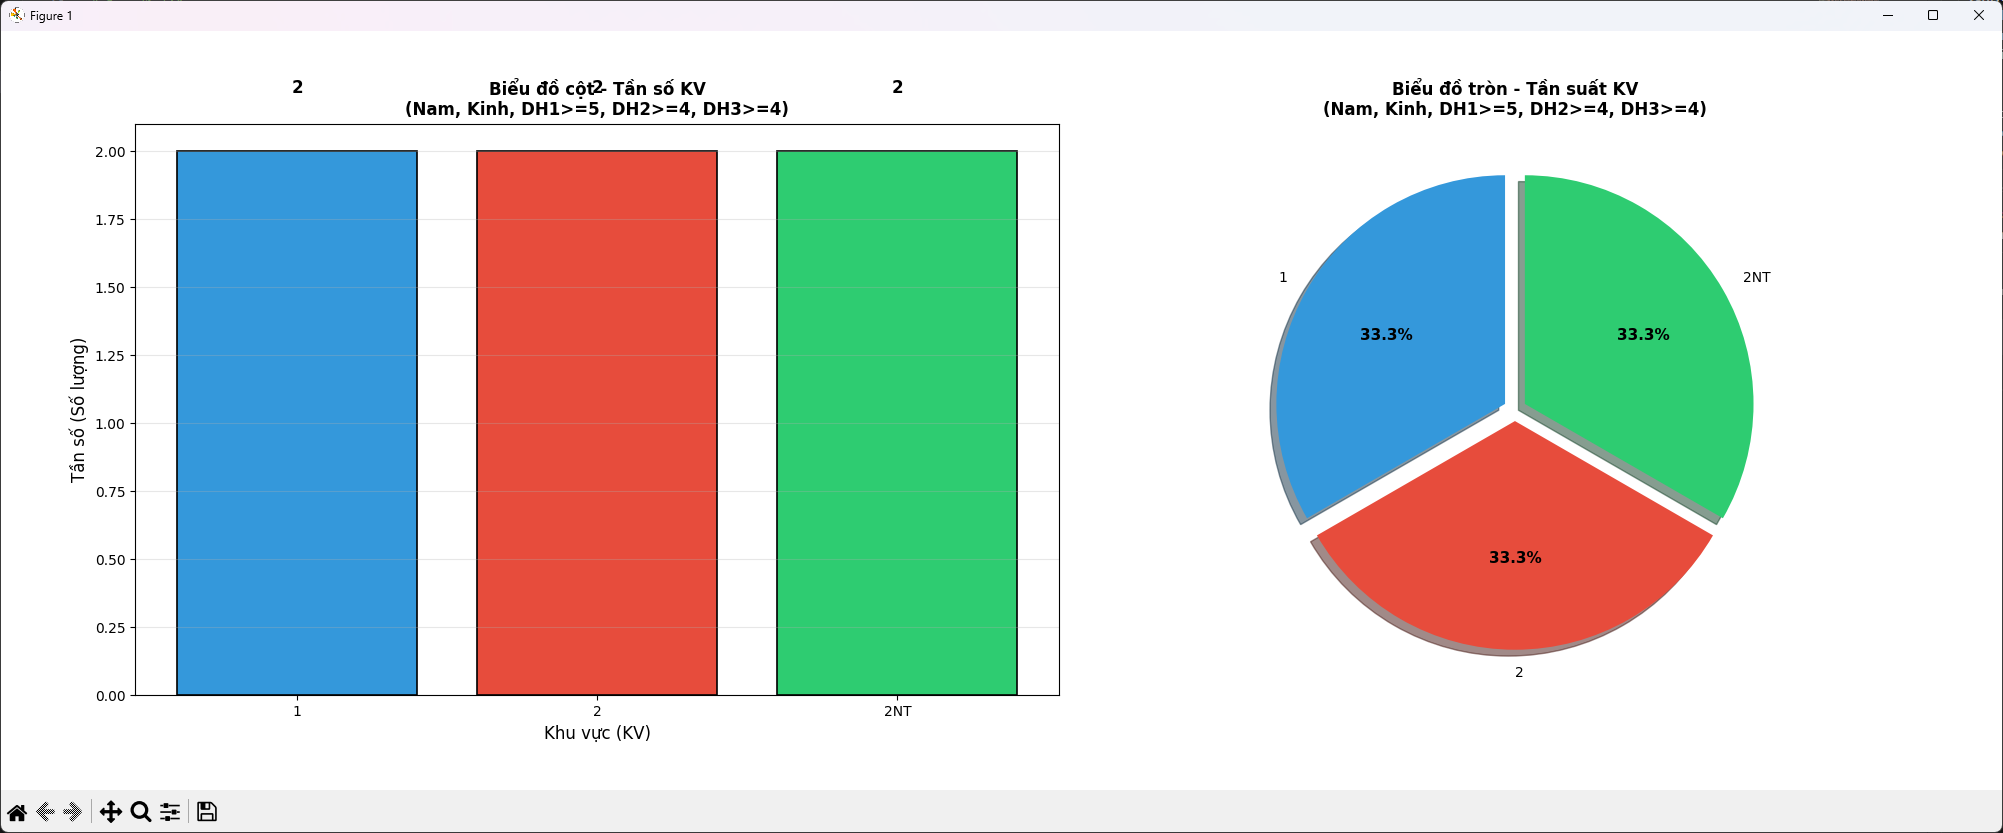 Figure 1
2
2
2
Biểu đồ cột - Tần số KV
(Nam, Kinh, DH1>=5, DH2>=4, DH3>=4)
2.00
1.75
1.50
1.25
1.00
0.75
0.50
0.25
0.00
Tần số (Số lượng)
1
2
2NT
Khu vực (KV)
Biểu đồ tròn - Tần suất KV
(Nam, Kinh, DH1>=5, DH2>=4, DH3>=4)
1
2NT
33.3%
33.3%
33.3%
2